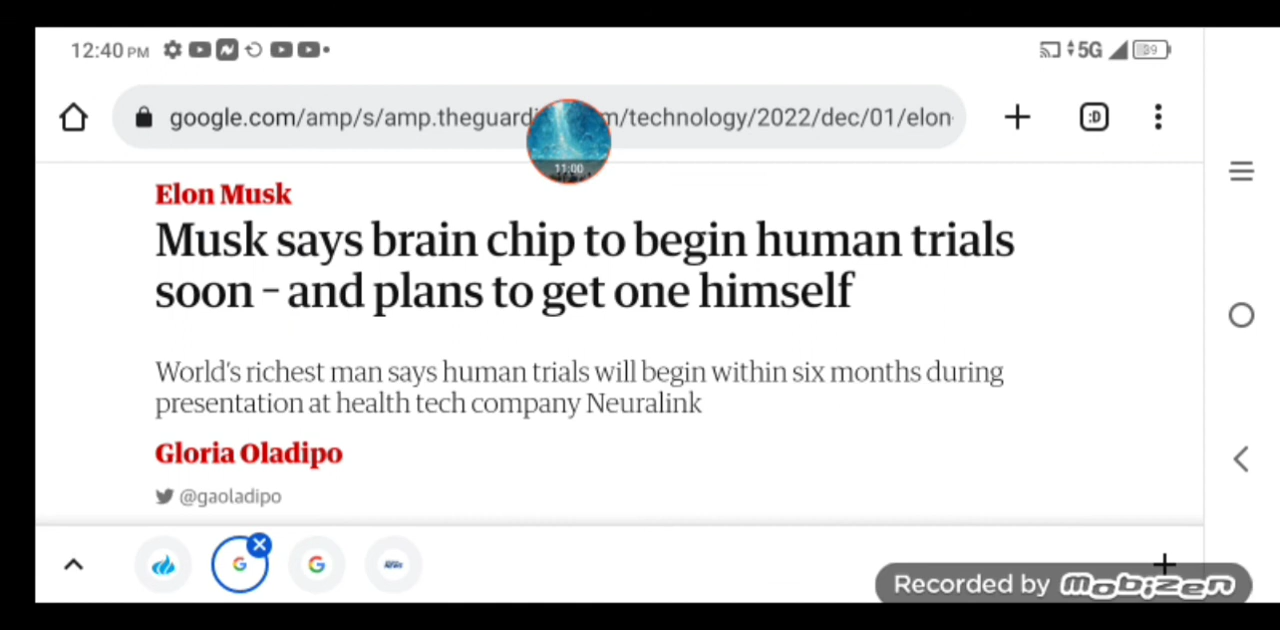 12:40 PM
5G
39
google.com/amp/s/amp.theguard m/technology/2022/dec/01/elon
:D
11:00
Elon Musk
Musk says brain chip to begin human trials
soon – and plans to get one himself
World's richest man says human trials will begin within six months during
presentation at health tech company Neuralink
Gloria Oladipo
@gaoladipo
Recorded by Mobizen